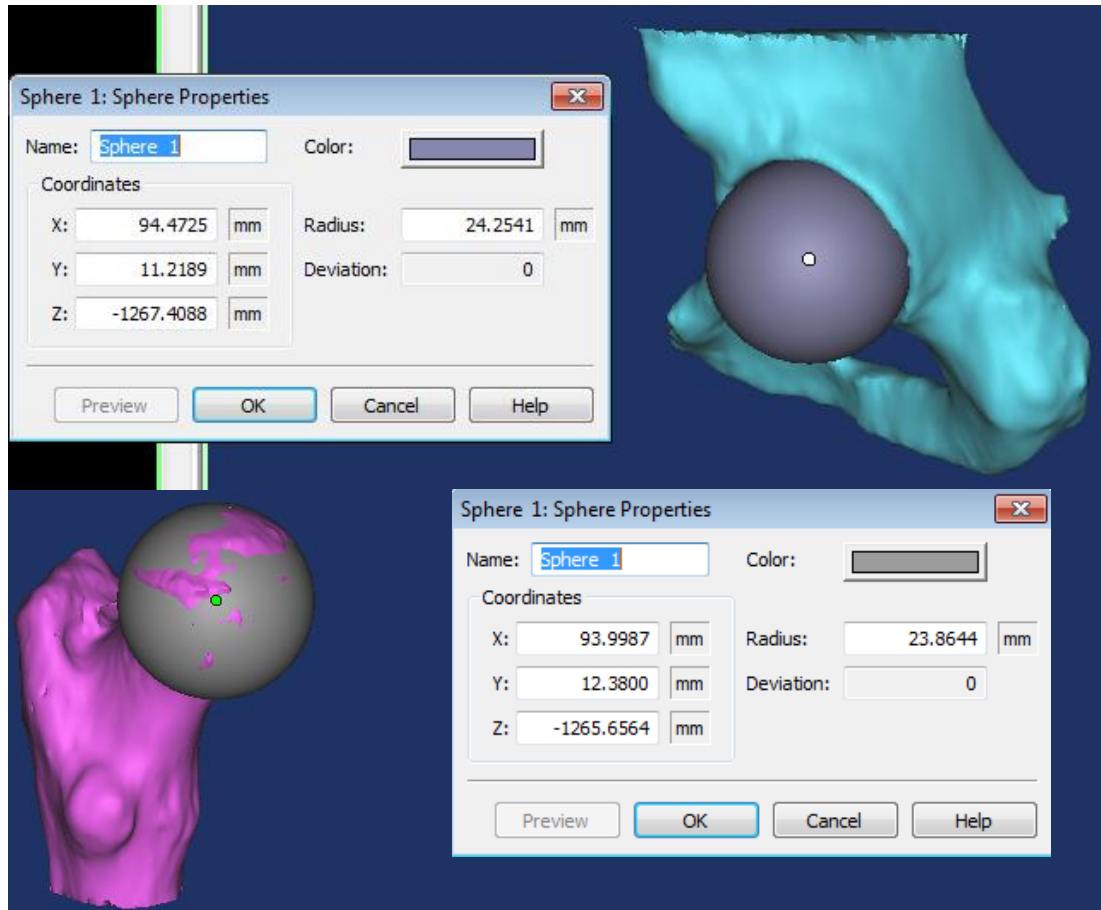 Sphere 1: Sphere Properties
Name: Sphere 1 Color:
Coordinates
X: 94.4725 mm Radius: 24.2541 mm
Y: 11.2189 mm Deviation: 0
Z: -1267.4088 mm
Preview OK Cancel Help
Sphere 1: Sphere Properties
Name: Sphere 1 Color:
Coordinates
X: 93.9987 mm Radius: 23.8644 mm
Y: 12.3800 mm Deviation: 0
Z: -1265.6564 mm
Preview OK Cancel Help